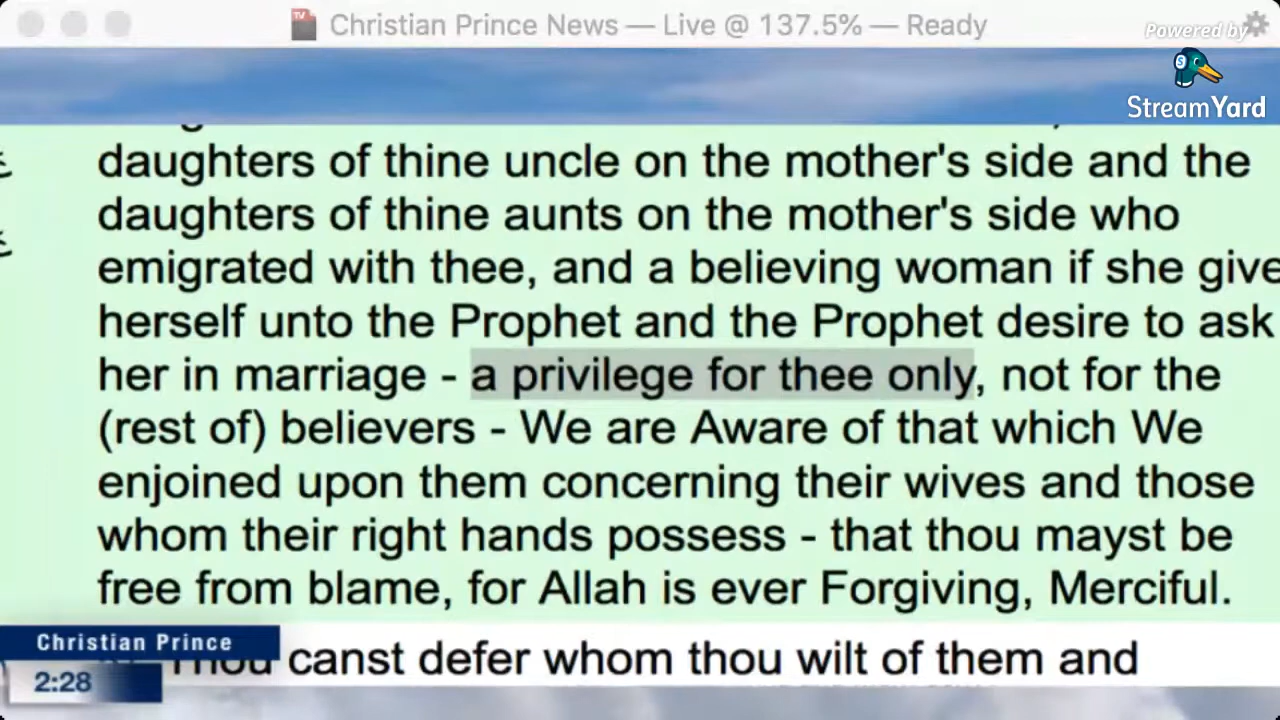 Christian Prince News — Live @ 137.5% — Ready
Powered by
StreamYard
daughters of thine uncle on the mother's side and the
daughters of thine aunts on the mother's side who
emigrated with thee, and a believing woman if she give
herself unto the Prophet and the Prophet desire to ask
her in marriage - a privilege for thee only, not for the
(rest of) believers - We are Aware of that which We
enjoined upon them concerning their wives and those
whom their right hands possess - that thou mayst be
free from blame, for Allah is ever Forgiving, Merciful.
Thou canst defer whom thou wilt of them and
Christian Prince
2:28